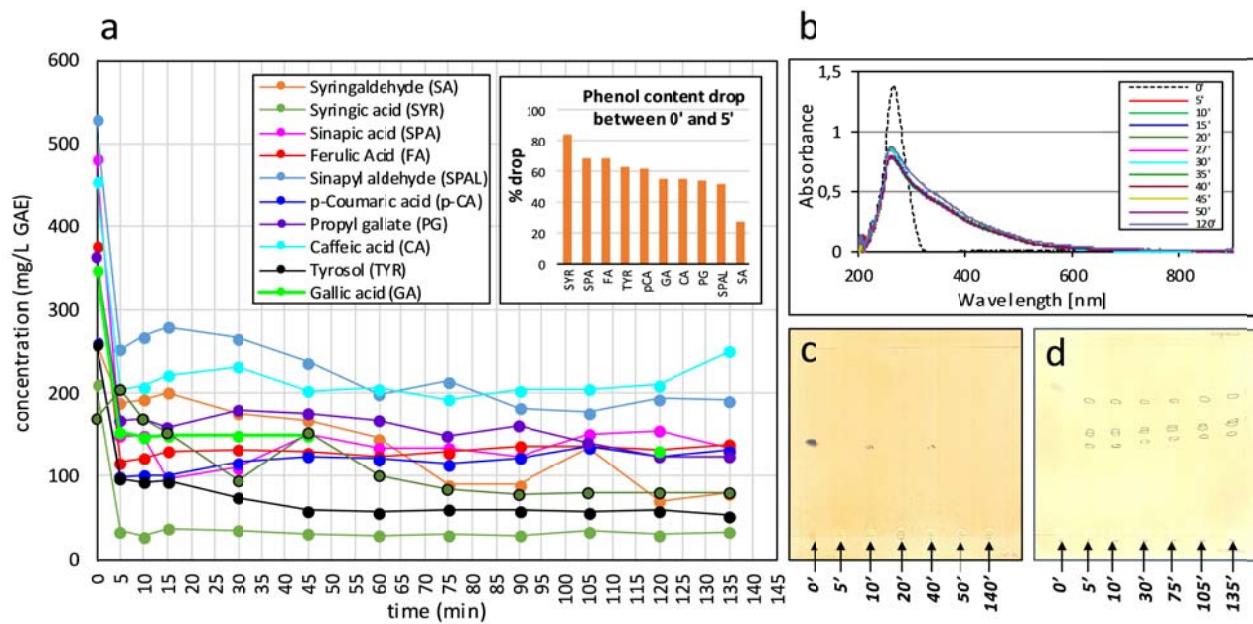 a
600
500
400
300
200
100
0
concentration (mg/L GAE)
Syringaldehyde (SA)
Syringic acid (SYR)
Sinapic acid (SPA)
Ferulic Acid (FA)
Sinapyl aldehyde (SPAL)
p-Coumaric acid (p-CA)
Propyl gallate (PG)
Caffeic acid (CA)
Tyrosol (TYR)
Gallic acid (GA)
Phenol content drop
between 0' and 5'
100
80
60
40
20
0
% drop
SYR SPA FA TYR pCA GA CA PG SPAL SA
0 5 10 15 20 25 30 35 40 45 50 55 60 65 70 75 80 85 90 95 100 105 110 115 120 125 130 135 140 145
time (min)
b
1,5
1
0,5
0
Absorbance
0'
5'
10'
15'
20'
27'
30'
35'
40'
45'
50'
120'
200 400 600 800
Wavelength [nm]
c
0' 5' 10' 20' 40' 50' 140'
d
0' 5' 10' 30' 75' 105' 135'